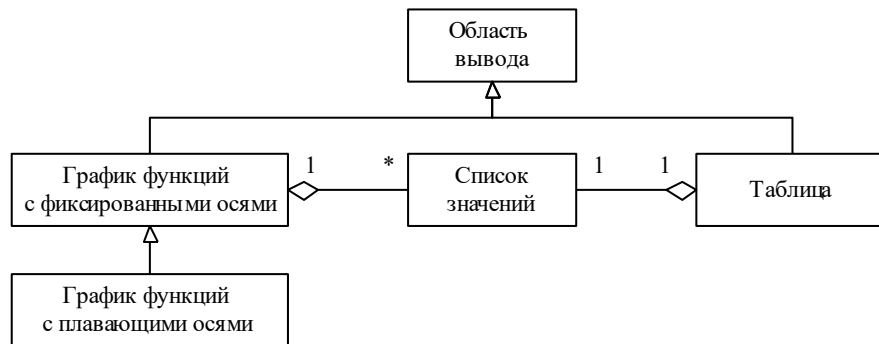 Область
вывода
График функций
с фиксированными осями
1
*
Список
значений
1
1
Таблица
График функций
с плавающими осями